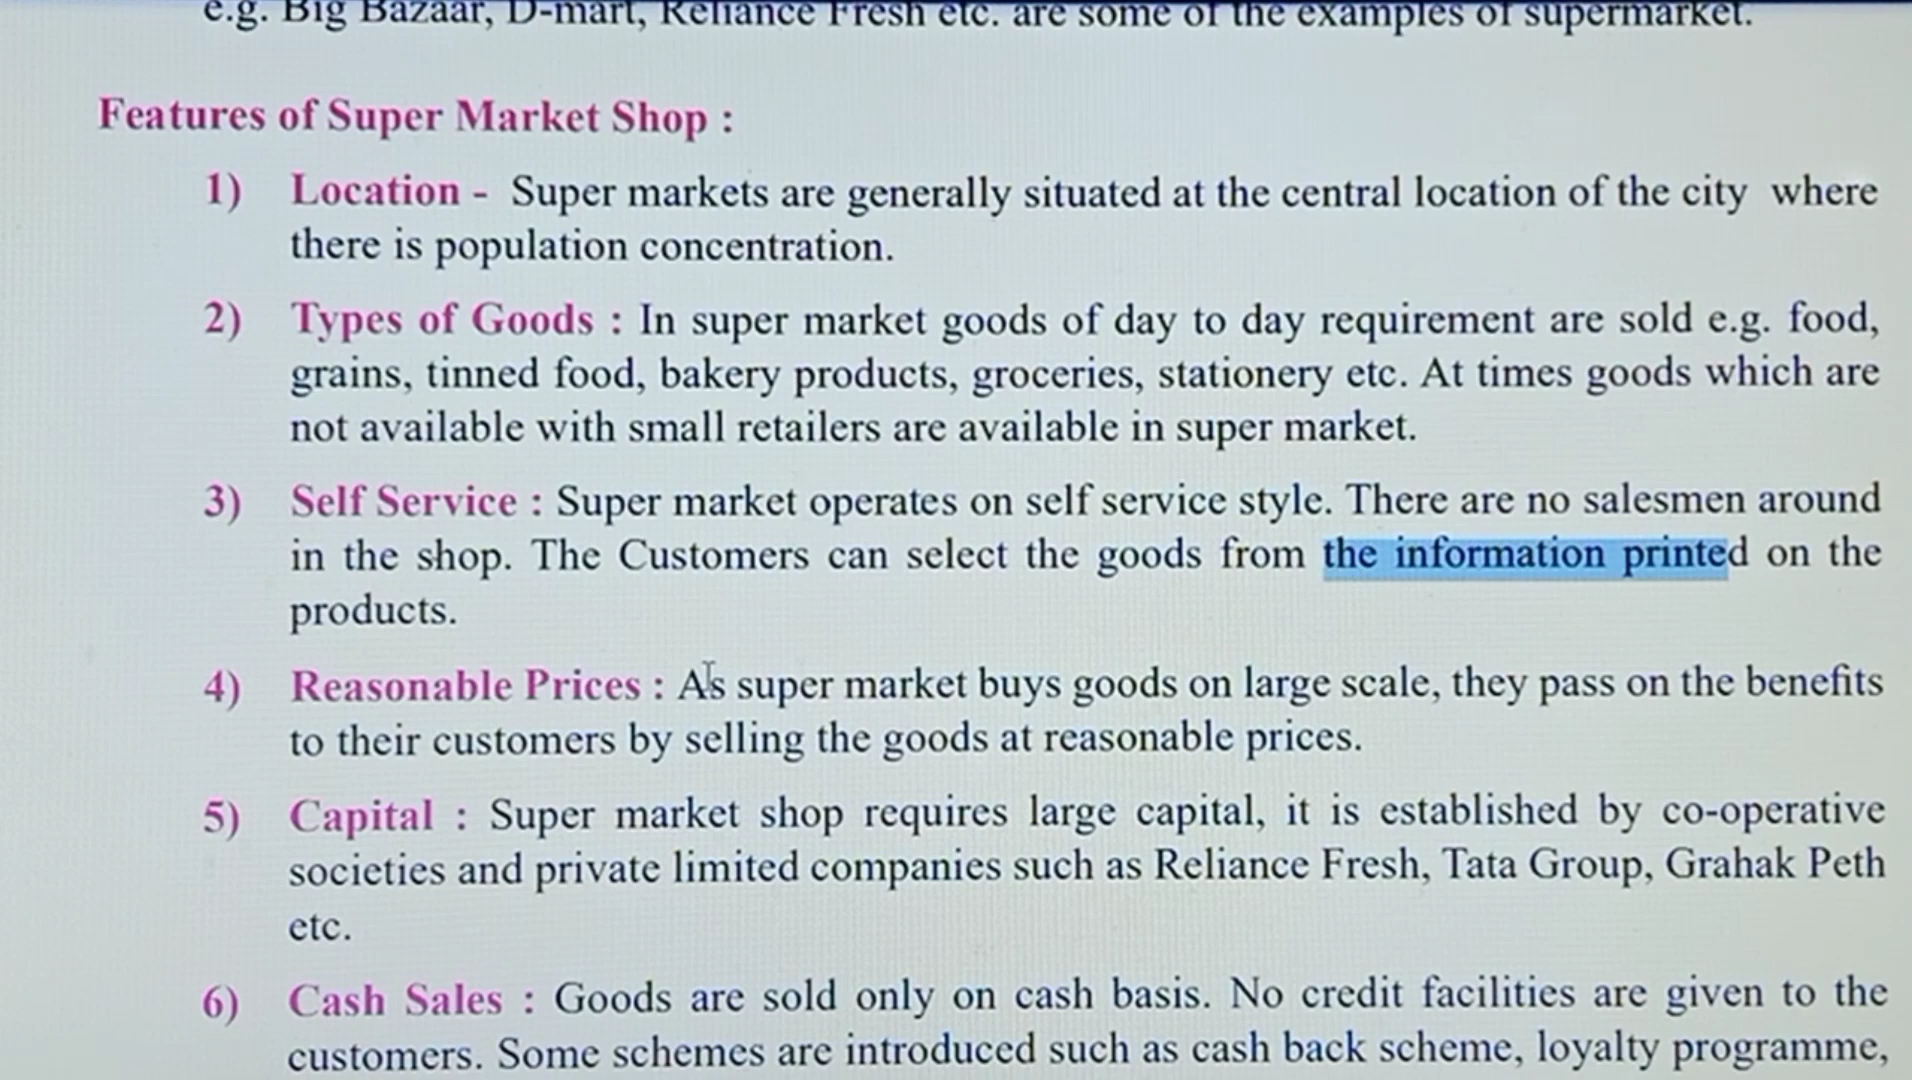 e.g. Big Bazaar, D-mart, Reliance Fresh etc. are some of the examples of supermarket.
Features of Super Market Shop :
1) Location - Super markets are generally situated at the central location of the city where
there is population concentration.
2) Types of Goods : In super market goods of day to day requirement are sold e.g. food,
grains, tinned food, bakery products, groceries, stationery etc. At times goods which are
not available with small retailers are available in super market.
3) Self Service : Super market operates on self service style. There are no salesmen around
in the shop. The Customers can select the goods from the information printed on the
products.
4) Reasonable Prices : As super market buys goods on large scale, they pass on the benefits
to their customers by selling the goods at reasonable prices.
5) Capital : Super market shop requires large capital, it is established by co-operative
societies and private limited companies such as Reliance Fresh, Tata Group, Grahak Peth
etc.
6) Cash Sales : Goods are sold only on cash basis. No credit facilities are given to the
customers. Some schemes are introduced such as cash back scheme, loyalty programme,